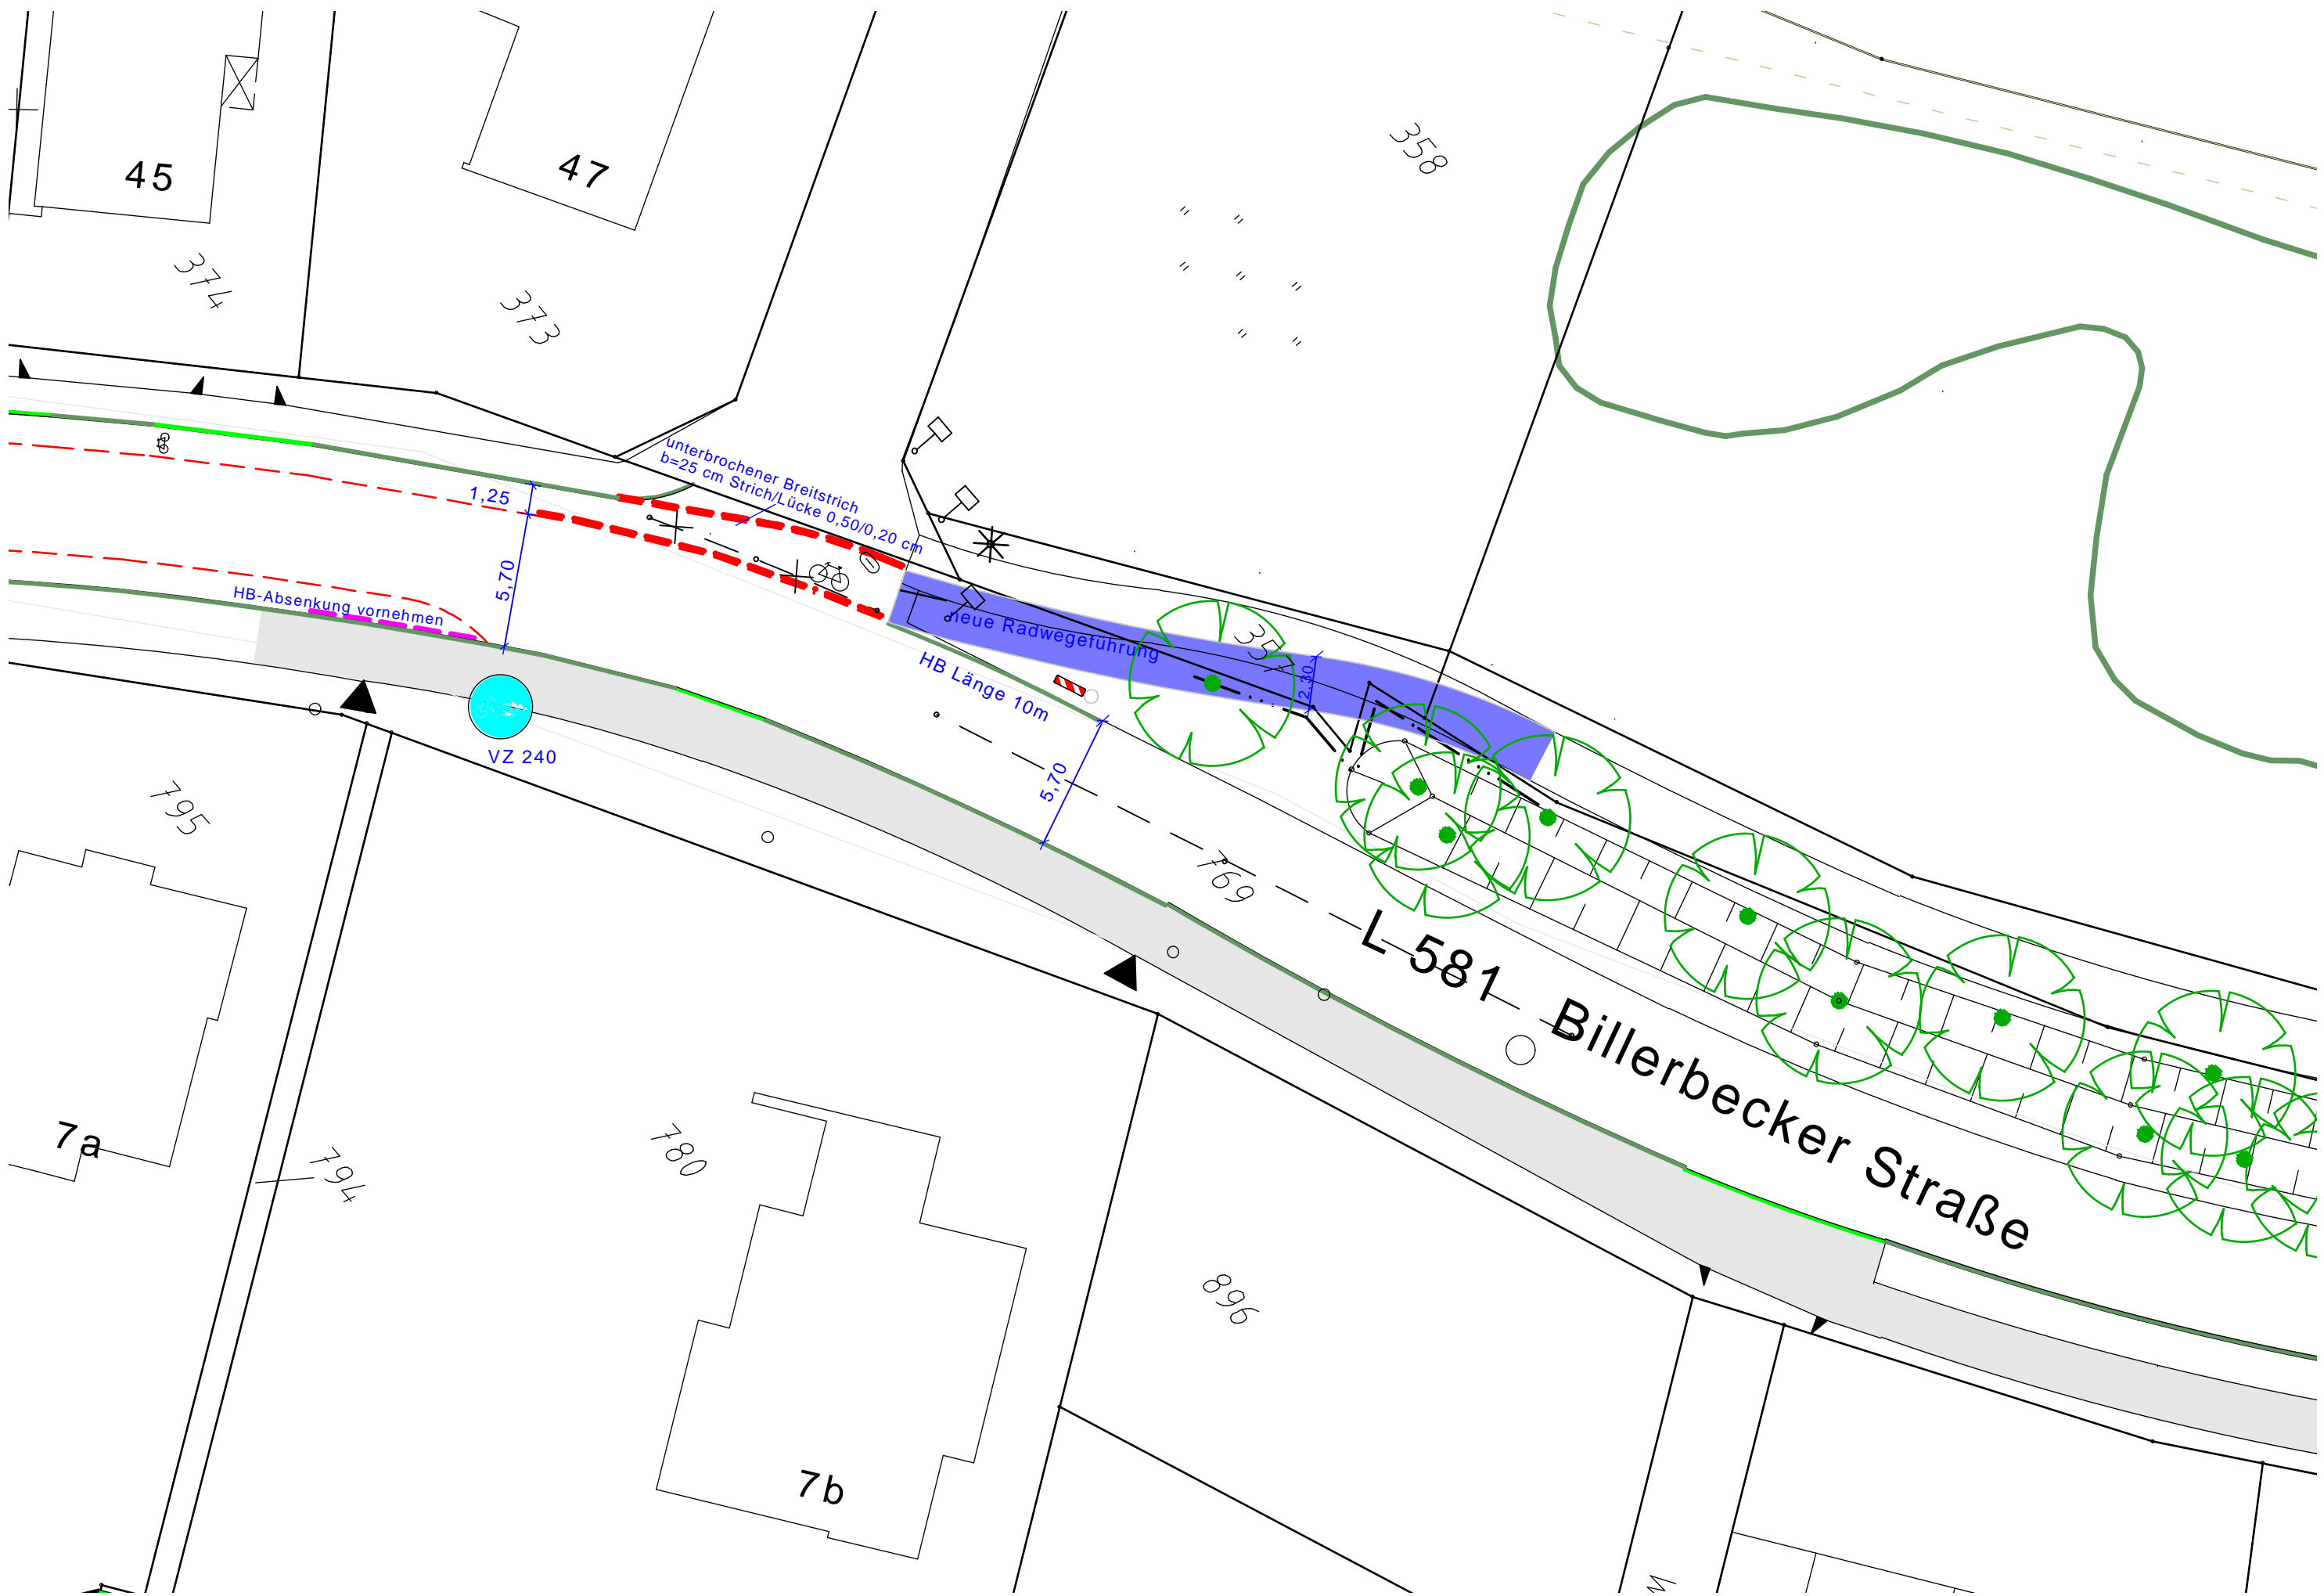 45
47
358
374
373
unterbrochener Breitstrich
b=25 cm Strich/Lücke 0,50/0,20 cm
1,25
5,70
HB-Absenkung vornehmen
neue Radwegeführung
2,30
HB Länge 10m
VZ 240
5,70
795
769
L 581
Billerbecker Straße
7a
794
780
896
7b